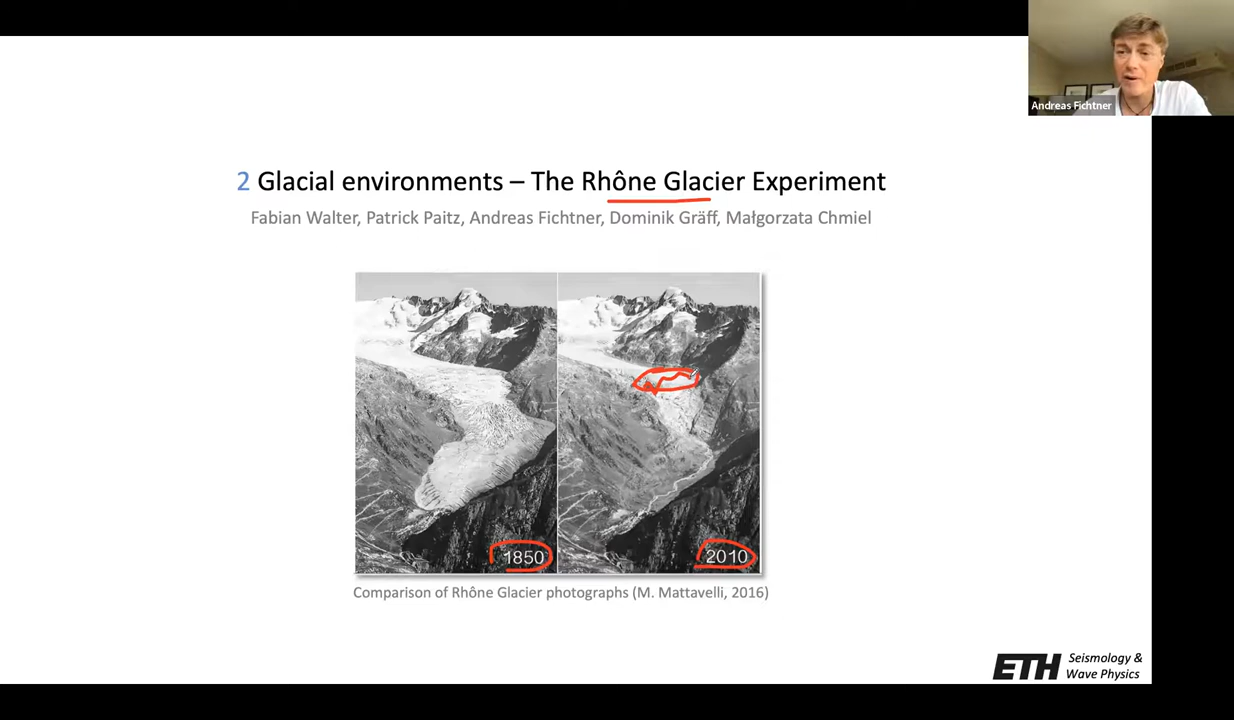 Andreas Fichtner
2 Glacial environments – The Rhône Glacier Experiment
Fabian Walter, Patrick Paitz, Andreas Fichtner, Dominik Gräff, Małgorzata Chmiel
1850
2010
Comparison of Rhône Glacier photographs (M. Mattavelli, 2016)
ETH Seismology &
Wave Physics